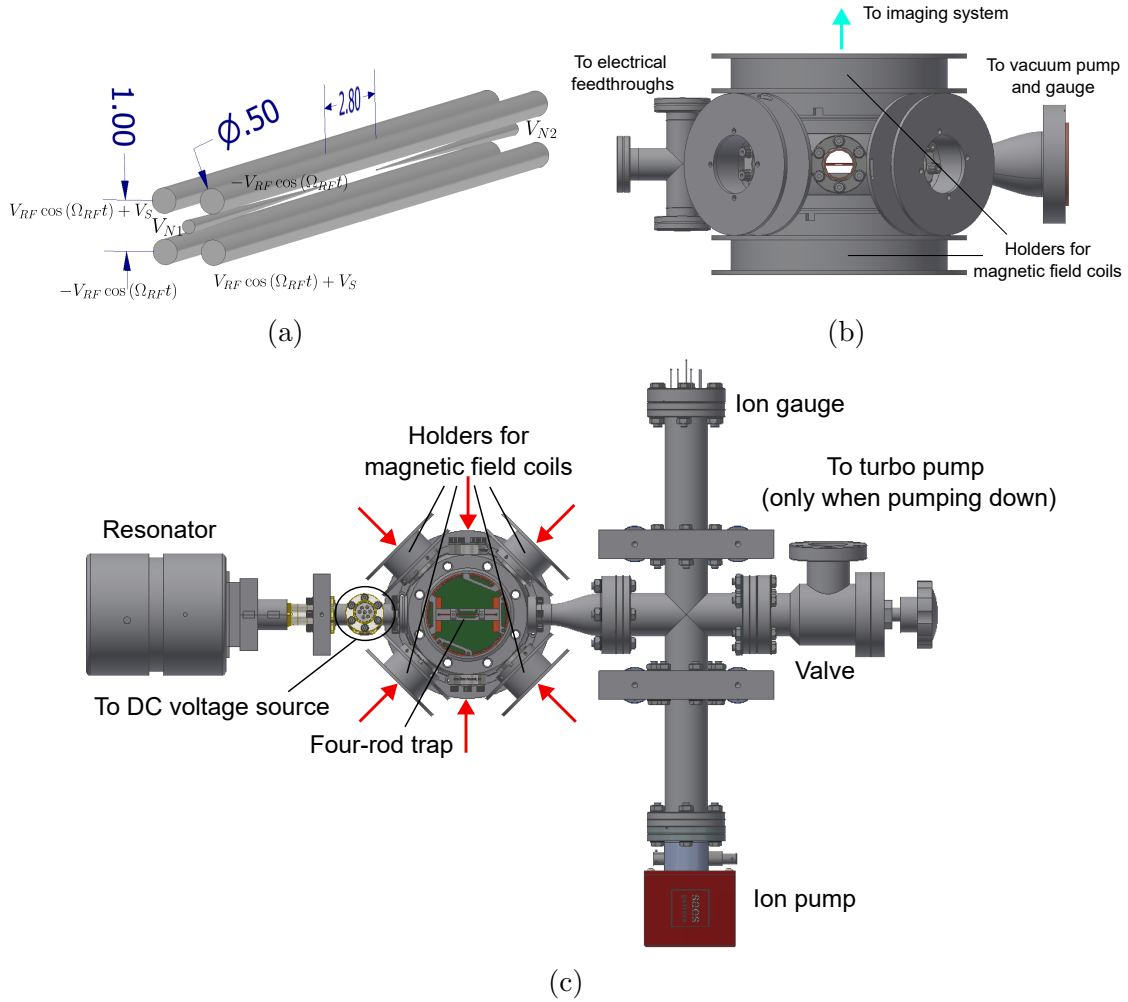 To imaging system
To electrical
feedthroughs
To vacuum pump
and gauge
1.00
Ø.50
2.80
V_{N2}
-V_{RF} cos (Ω_{RF}t)
V_{RF} cos (Ω_{RF}t) + V_S
V_{N1}
-V_{RF} cos (Ω_{RF}t)
V_{RF} cos (Ω_{RF}t) + V_S
Holders for
magnetic field coils
(a)
(b)
Ion gauge
Holders for
magnetic field coils
To turbo pump
(only when pumping down)
Resonator
Valve
To DC voltage source
Four-rod trap
Ion pump
saes
(c)